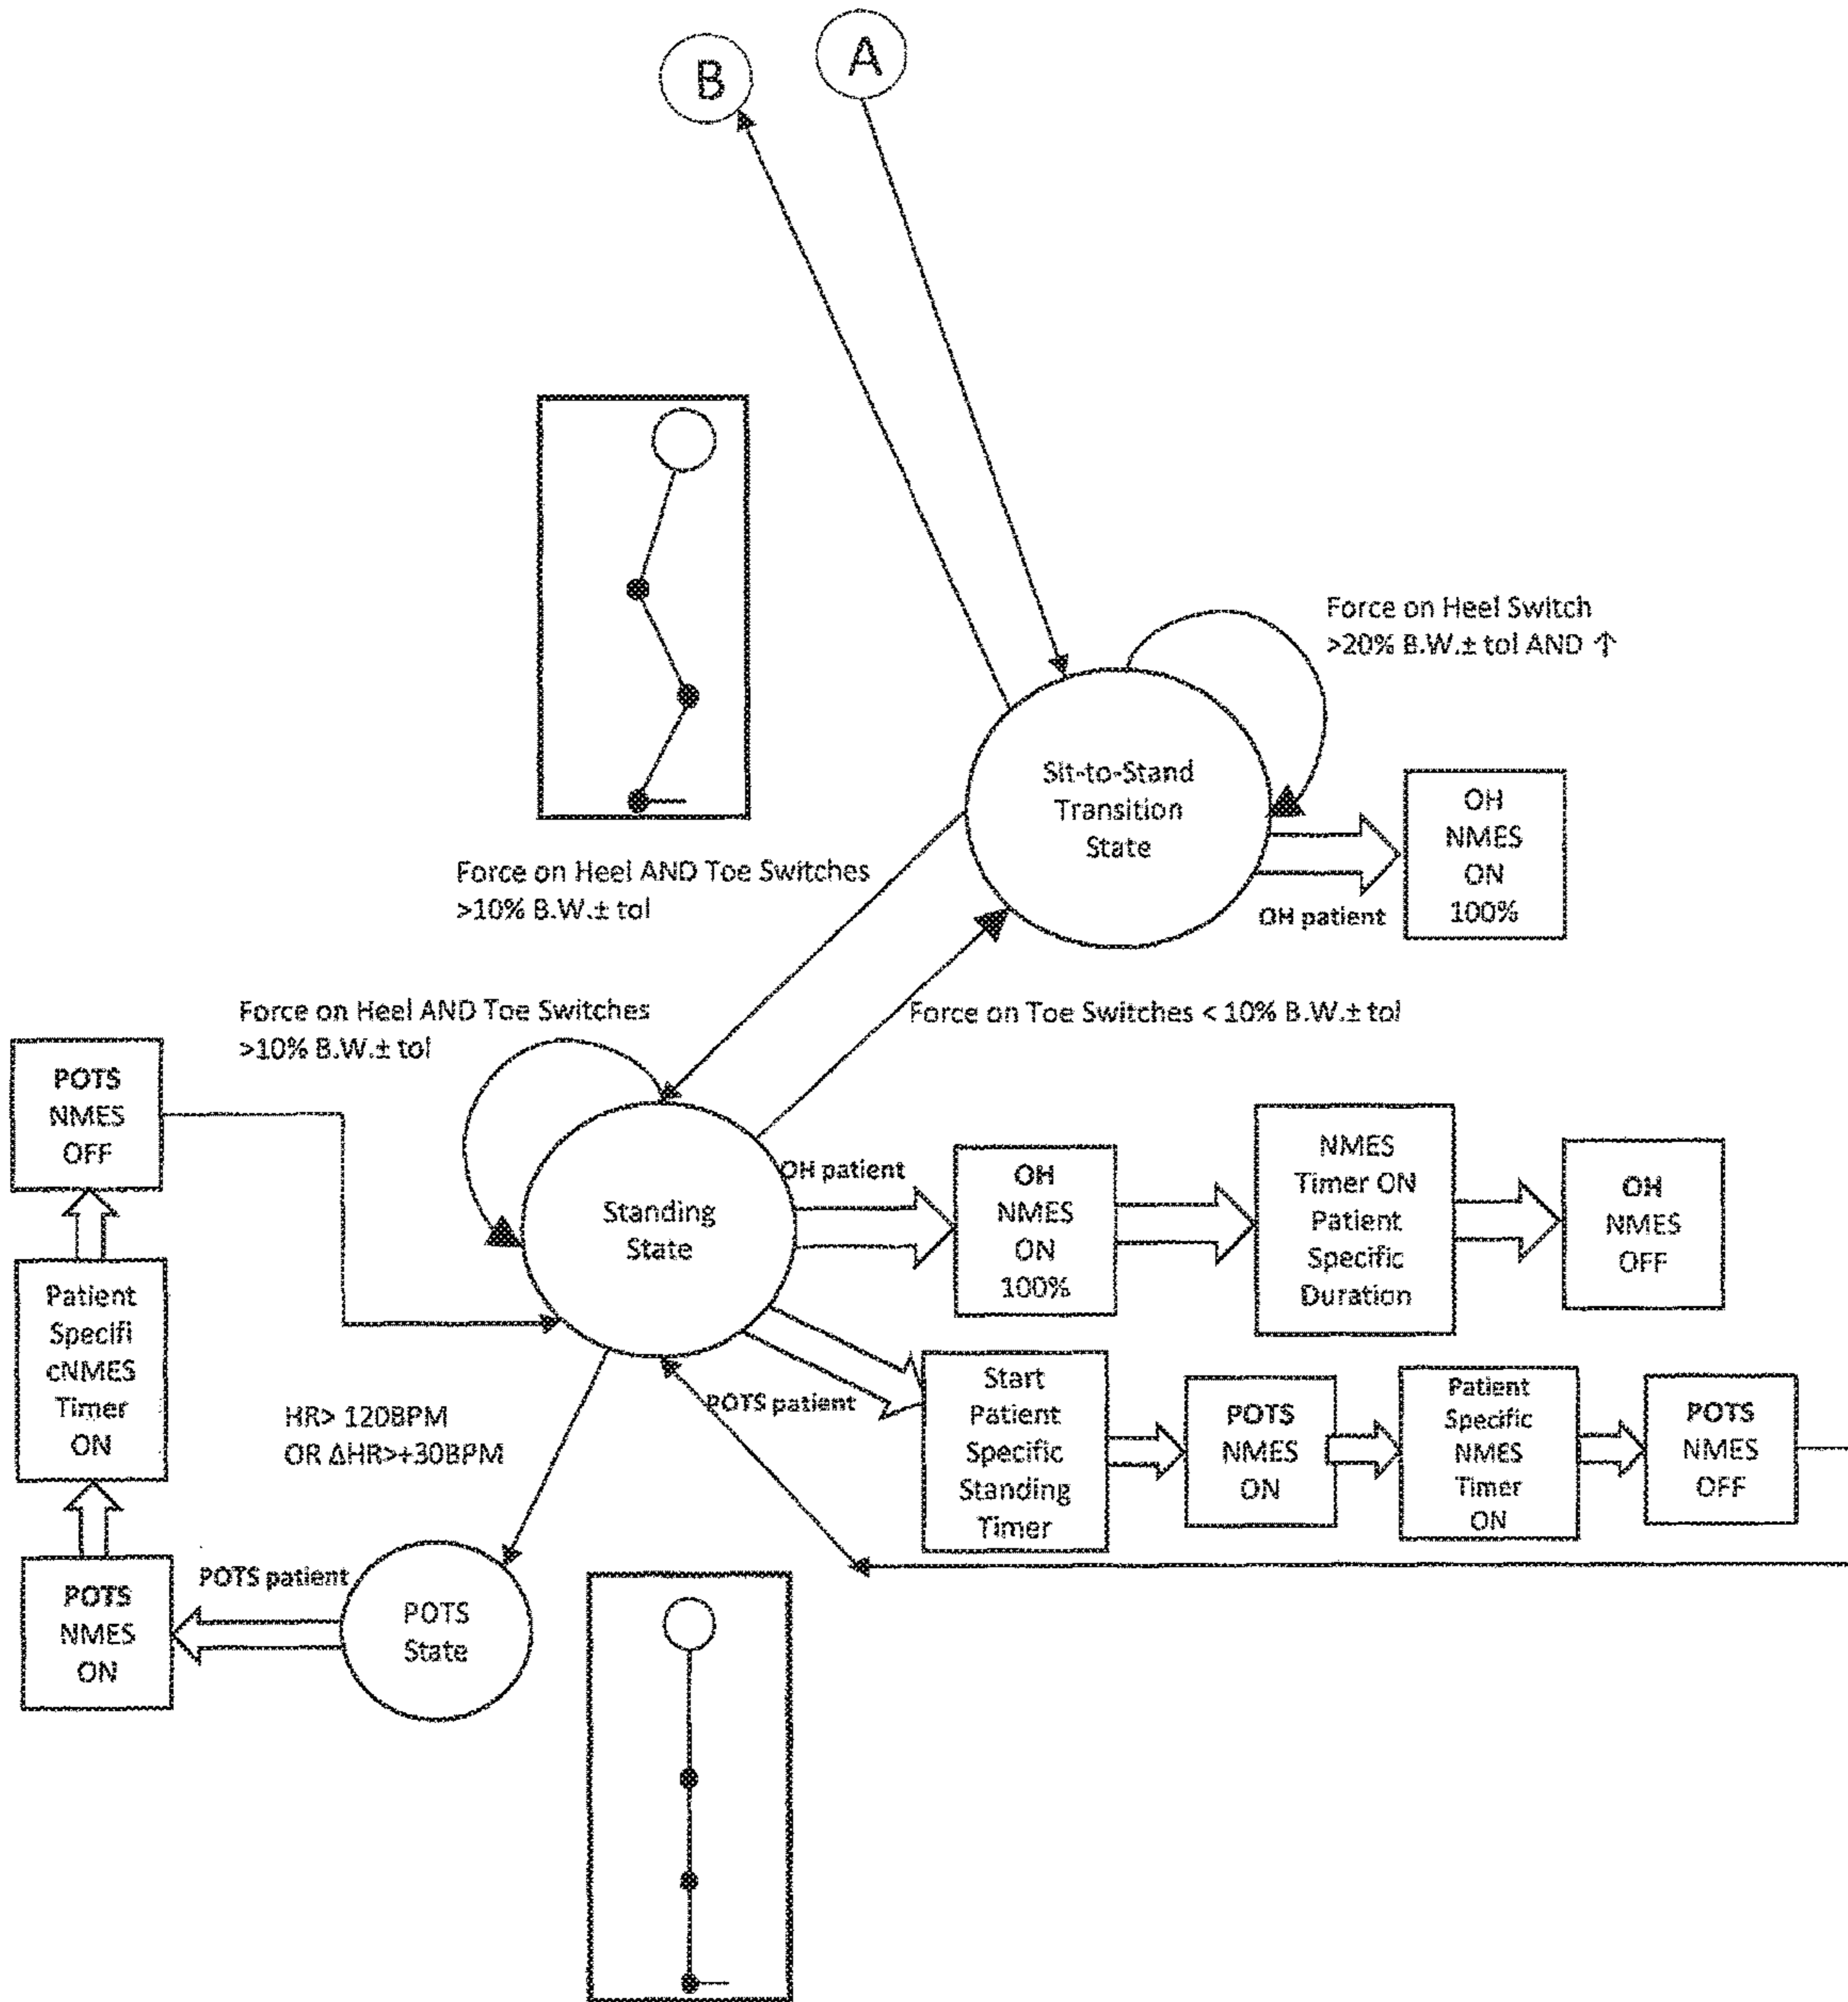 B
A
Force on Heel Switch
>20% B.W.± tol AND ↑
Sit-to-Stand
Transition
State
OH
NMES
ON
100%
OH patient
Force on Heel AND Toe Switches
>10% B.W.± tol
Force on Heel AND Toe Switches
>10% B.W.± tol
Force on Toe Switches < 10% B.W.± tol
POTS
NMES
OFF
Standing
State
OH patient
OH
NMES
ON
100%
NMES
Timer ON
Patient
Specific
Duration
OH
NMES
OFF
Patient
Specifi
cNMES
Timer
ON
HR> 120BPM
OR ΔHR>+30BPM
POTS patient
Start
Patient
Specific
Standing
Timer
POTS
NMES
ON
Patient
Specific
NMES
Timer
ON
POTS
NMES
OFF
POTS patient
POTS
NMES
ON
POTS
State